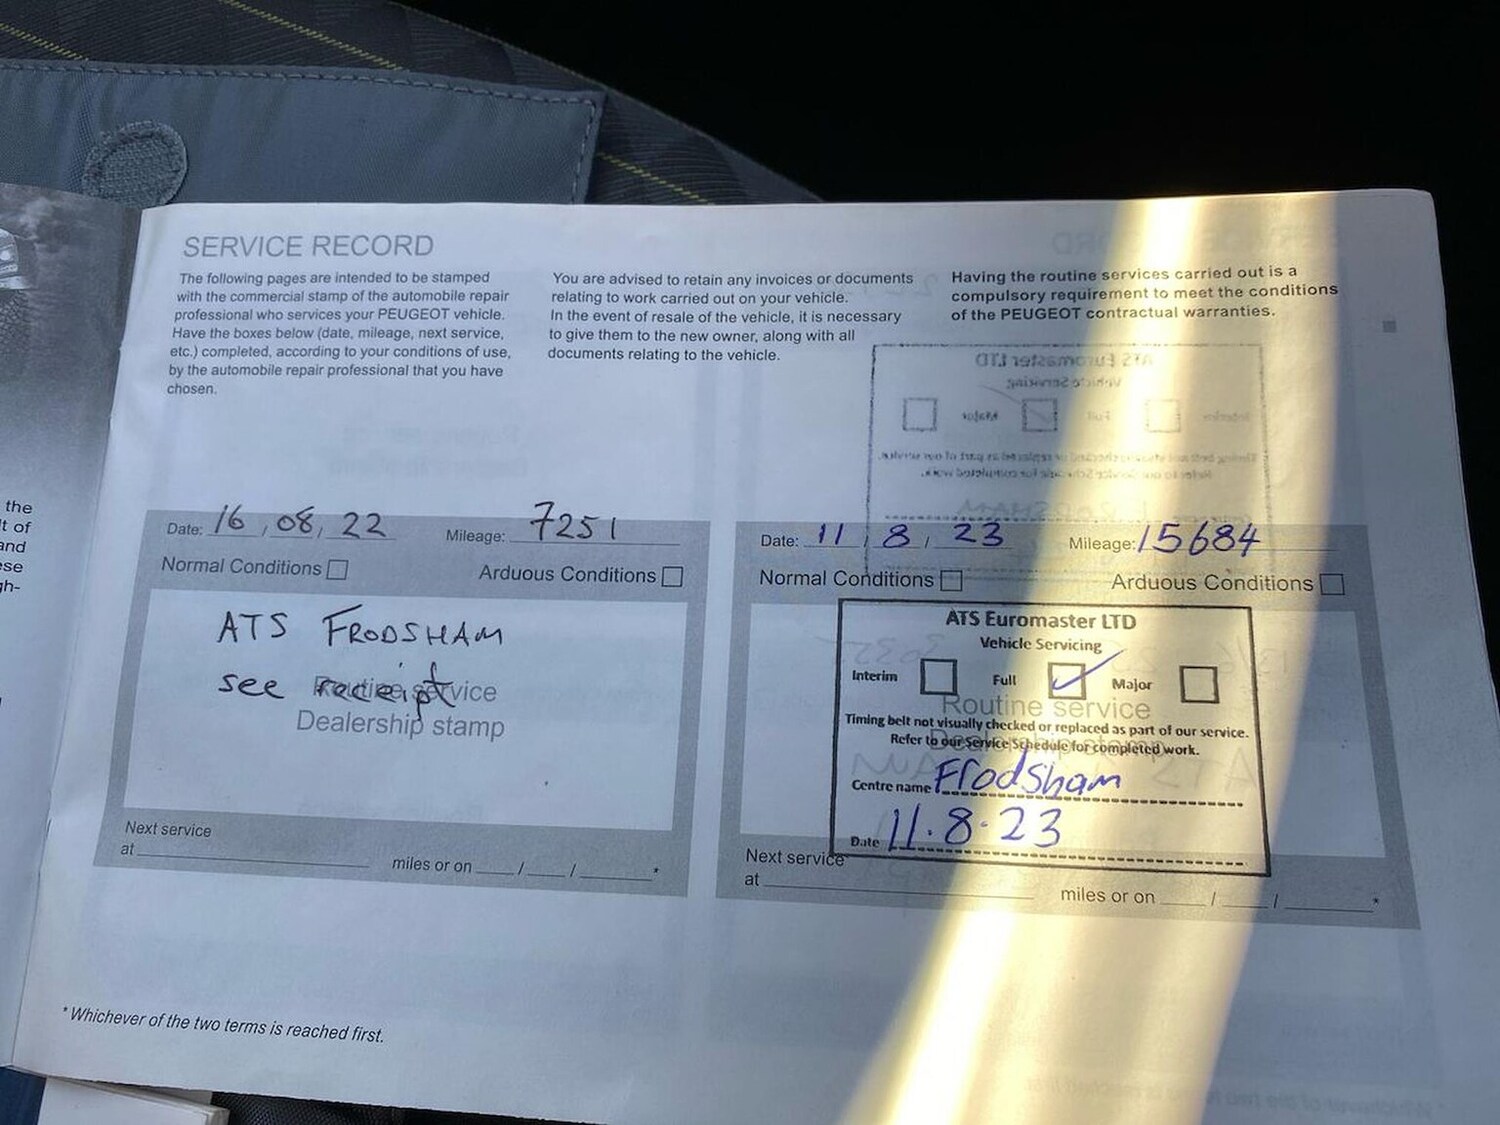 SERVICE RECORD
The following pages are intended to be stamped
with the commercial stamp of the automobile repair
professional who services your PEUGEOT vehicle.
Have the boxes below (date, mileage, next service,
etc.) completed, according to your conditions of use,
by the automobile repair professional that you have
chosen.
You are advised to retain any invoices or documents
relating to work carried out on your vehicle.
In the event of resale of the vehicle, it is necessary
to give them to the new owner, along with all
documents relating to the vehicle.
Having the routine services carried out is a
compulsory requirement to meet the conditions
of the PEUGEOT contractual warranties.
the
and
Date: 16 / 08 / 22 Mileage: 7251
Normal Conditions Arduous Conditions
ATS FRODSHAM
see receipt
Routine service
Dealership stamp
Next service
at miles or on / / *
Date: 11 / 8 / 23 Mileage: 15684
Normal Conditions Arduous Conditions
ATS Euromaster LTD
Vehicle Servicing
Interim Full Major
Routine service
Timing belt not visually checked or replaced as part of our service.
Dealership stamp
Refer to our Service Schedule for completed work.
Centre name Frodsham
Date 11.8.23
Next service
at miles or on / / *
* Whichever of the two terms is reached first.